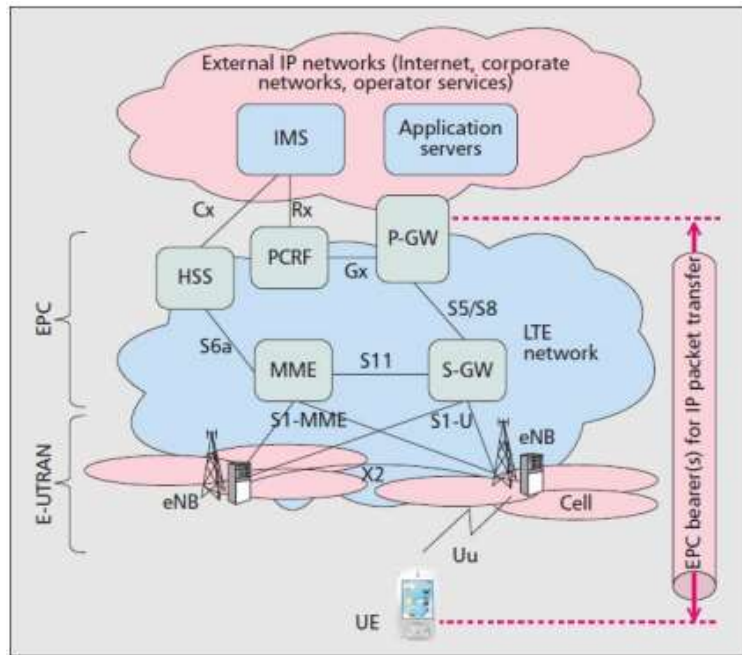 External IP networks (Internet, corporate
networks, operator services)
IMS
Application
servers
Cx
Rx
P-GW
PCRF
Gx
HSS
S5/S8
EPC
LTE
network
S6a
MME
S11
S-GW
S1-MME
S1-U
eNB
X2
eNB
Cell
E-UTRAN
Uu
UE
EPC bearer(s) for IP packet transfer